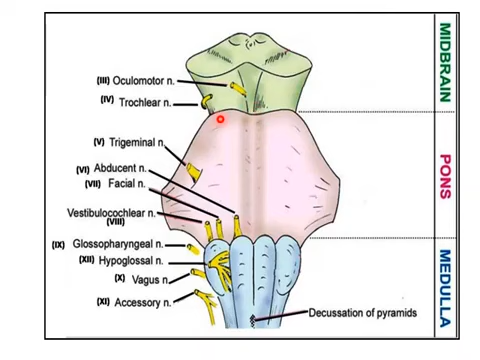 (III) Oculomotor n.
(IV) Trochlear n.
(V) Trigeminal n.
(VI) Abducent n.
(VII) Facial n.
Vestibulocochlear n.
(VIII)
(IX) Glossopharyngeal n.
(XII) Hypoglossal n.
(X) Vagus n.
(XI) Accessory n.
Decussation of pyramids
MIDBRAIN
PONS
MEDULLA